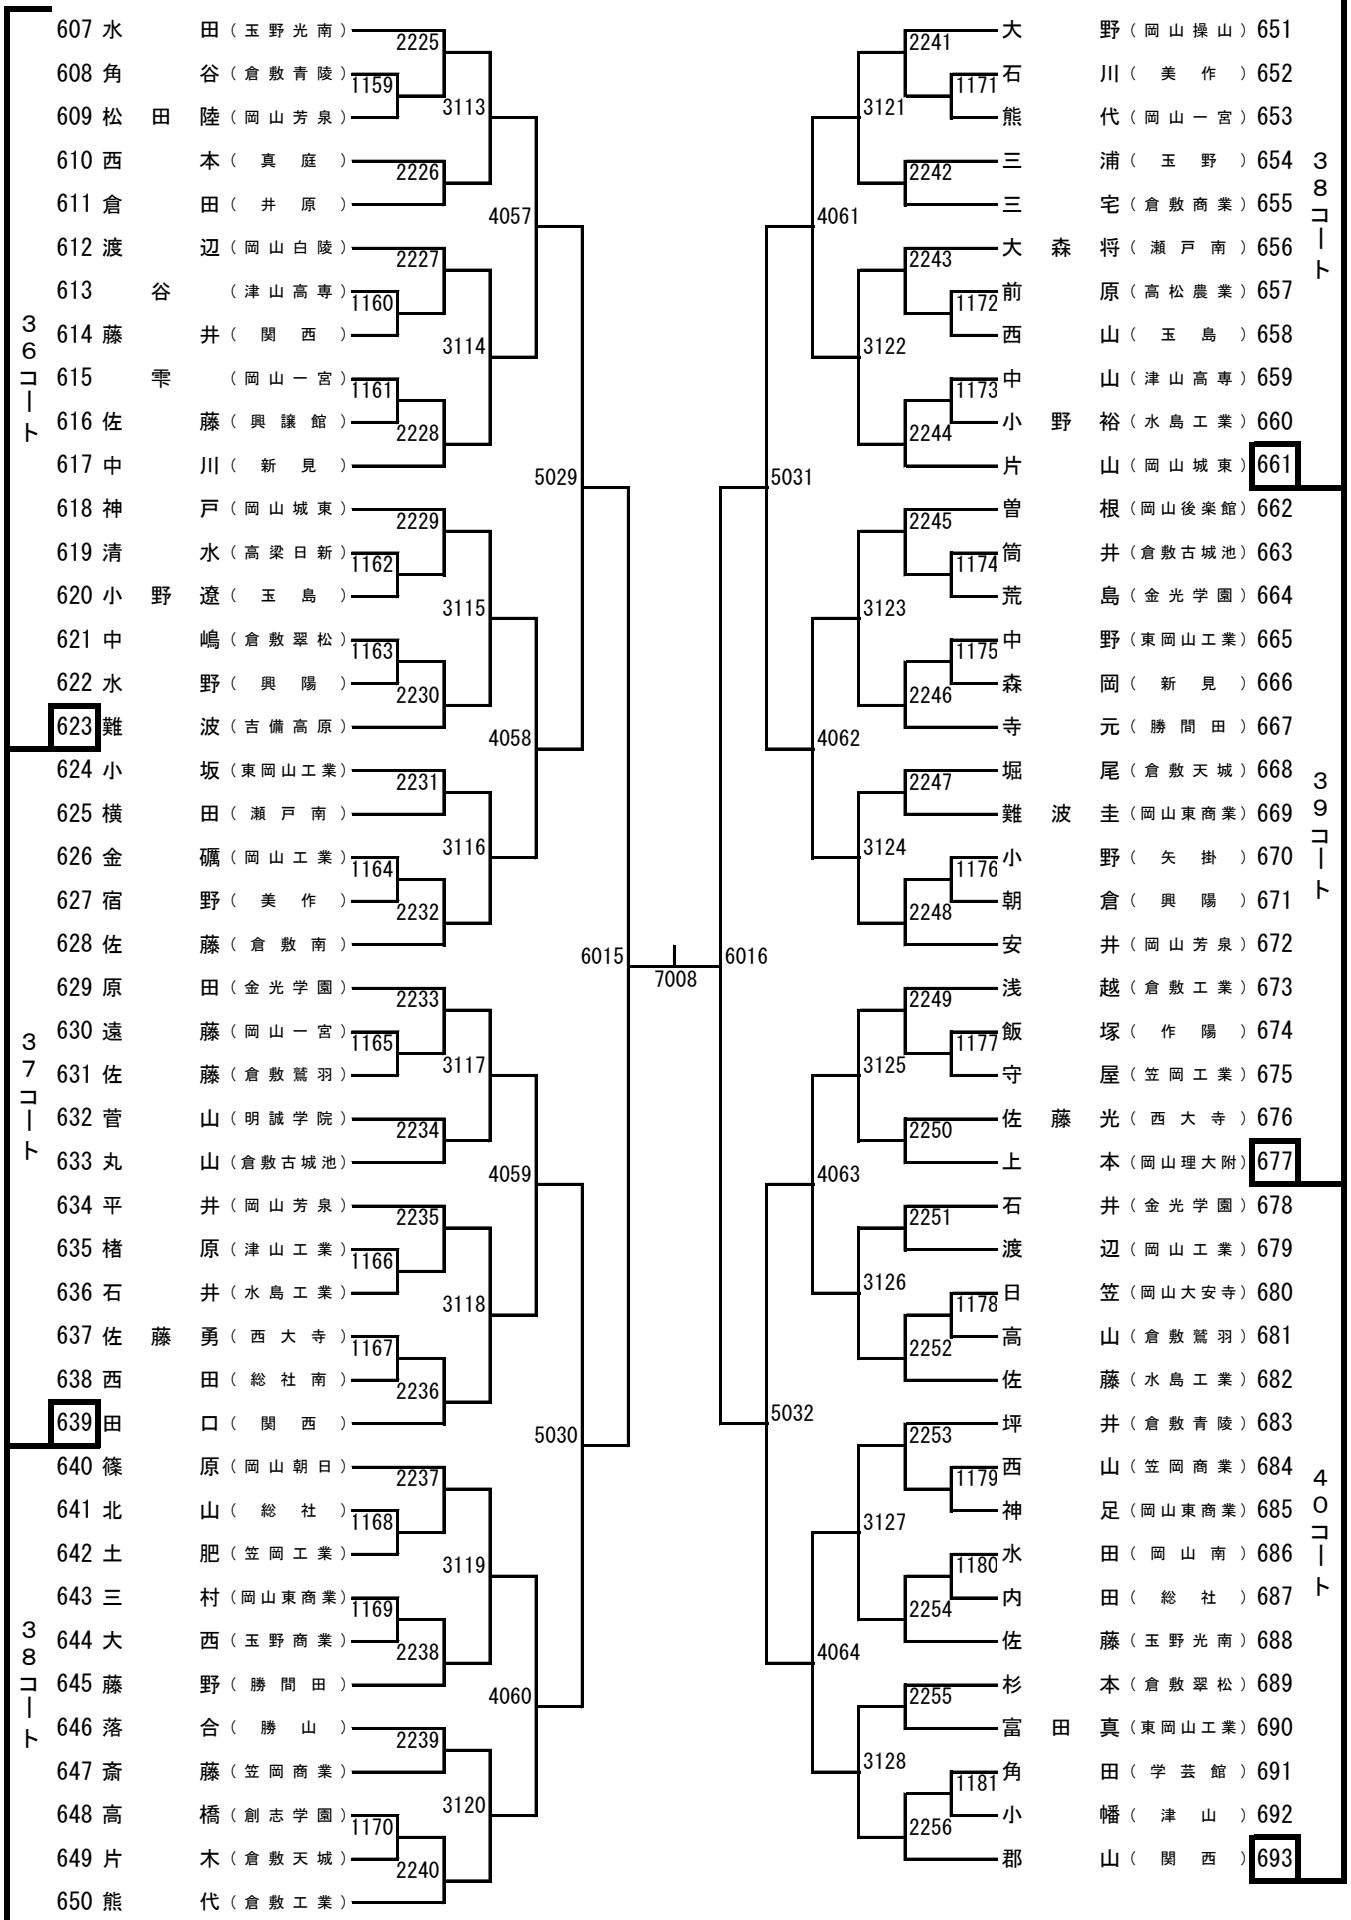 607 水田 (玉野光南)
608 角谷 (倉敷青陵)
609 松田陸 (岡山芳泉)
610 西本 (真庭)
611 倉田 (井原)
612 渡辺 (岡山白陵)
613 谷 (津山高専)
614 藤井 (関西)
615 雫 (岡山一宮)
616 佐藤 (興譲館)
617 中川 (新見)
618 神戸 (岡山城東)
619 清水 (高梁日新)
620 小野遼 (玉島)
621 中嶋 (倉敷翠松)
622 水野 (興陽)
623 難波 (吉備高原)
624 小坂 (東岡山工業)
625 横田 (瀬戸南)
626 金礪 (岡山工業)
627 宿野 (美作)
628 佐藤 (倉敷南)
629 原田 (金光学園)
630 遠藤 (岡山一宮)
631 佐藤 (倉敷鷲羽)
632 菅山 (明誠学院)
633 丸山 (倉敷古城池)
634 平井 (岡山芳泉)
635 楮原 (津山工業)
636 石井 (水島工業)
637 佐藤勇 (西大寺)
638 西田 (総社南)
639 田口 (関西)
640 篠原 (岡山朝日)
641 北山 (総社)
642 土肥 (笠岡工業)
643 三村 (岡山東商業)
644 大西 (玉野商業)
645 藤野 (勝間田)
646 落合 (勝山)
647 斎藤 (笠岡商業)
648 高橋 (創志学園)
649 片木 (倉敷天城)
650 熊代 (倉敷工業)
36コート
37コート
38コート
1159
1160
1161
1162
1163
1164
1165
1166
1167
1168
1169
1170
2225
2226
2227
2228
2229
2230
2231
2232
2233
2234
2235
2236
2237
2238
2239
2240
3113
3114
3115
3116
3117
3118
3119
3120
4057
4058
4059
4060
5029
5030
6015
7008
6016
5031
5032
4061
4062
4063
4064
3121
3122
3123
3124
3125
3126
3127
3128
2241
2242
2243
2244
2245
2246
2247
2248
2249
2250
2251
2252
2253
2254
2255
2256
1171
1172
1173
1174
1175
1176
1177
1178
1179
1180
1181
大野 (岡山操山) 651
石川 (美作) 652
熊代 (岡山一宮) 653
三浦 (玉野) 654
三宅 (倉敷商業) 655
大森将 (瀬戸南) 656
前原 (高松農業) 657
西山 (玉島) 658
中山 (津山高専) 659
小野裕 (水島工業) 660
片山 (岡山城東) 661
曽根 (岡山後楽館) 662
筒井 (倉敷古城池) 663
荒島 (金光学園) 664
中野 (東岡山工業) 665
森岡 (新見) 666
寺元 (勝間田) 667
堀尾 (倉敷天城) 668
難波圭 (岡山東商業) 669
小野 (矢掛) 670
朝倉 (興陽) 671
安井 (岡山芳泉) 672
浅越 (倉敷工業) 673
飯塚 (作陽) 674
守屋 (笠岡工業) 675
佐藤光 (西大寺) 676
上本 (岡山理大附) 677
石井 (金光学園) 678
渡辺 (岡山工業) 679
日笠 (岡山大安寺) 680
高山 (倉敷鷲羽) 681
佐藤 (水島工業) 682
坪井 (倉敷青陵) 683
西山 (笠岡商業) 684
神足 (岡山東商業) 685
水田 (岡山南) 686
内田 (総社) 687
佐藤 (玉野光南) 688
杉本 (倉敷翠松) 689
富田真 (東岡山工業) 690
角田 (学芸館) 691
小幡 (津山) 692
郡山 (関西) 693
38コート
39コート
40コート